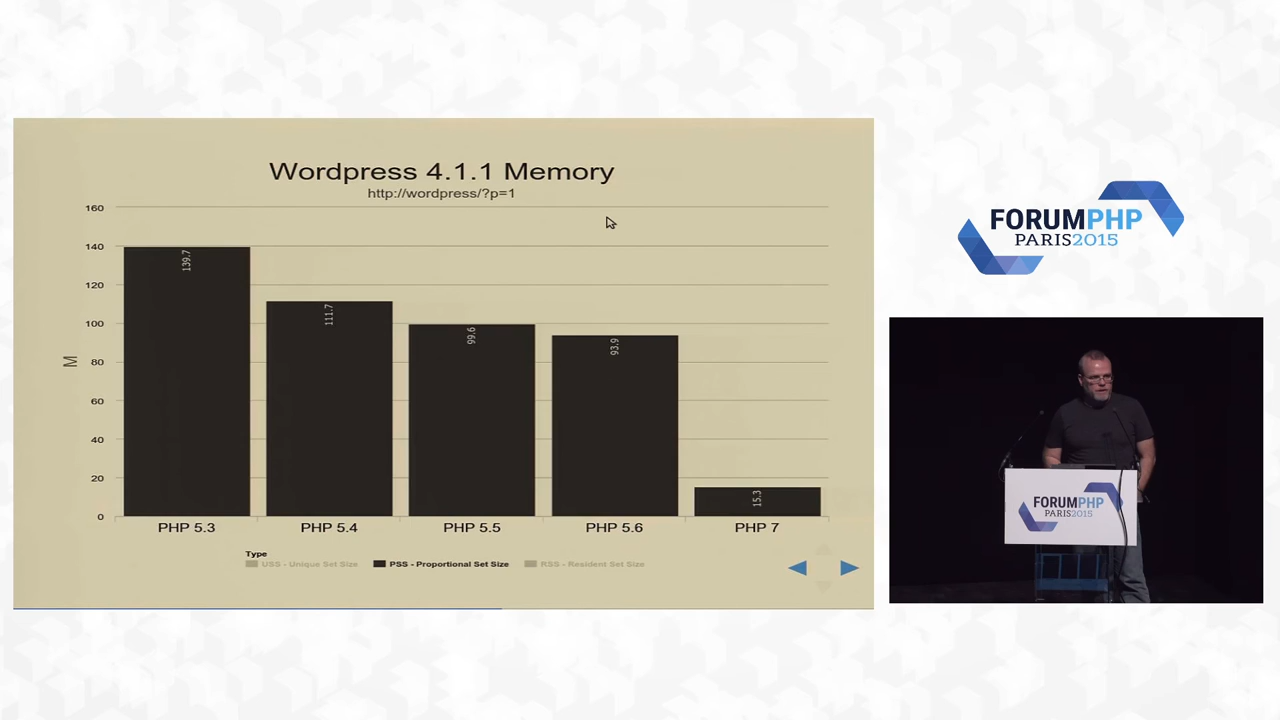 Wordpress 4.1.1 Memory
http://wordpress/?p=1
160
140
120
100
80
60
40
20
0
M
139.7
111.7
99.6
93.9
15.3
PHP 5.3
PHP 5.4
PHP 5.5
PHP 5.6
PHP 7
Type
USS - Unique Set Size
PSS - Proportional Set Size
RSS - Resident Set Size
FORUMPHP
PARIS2015
FORUMPHP
PARIS2015